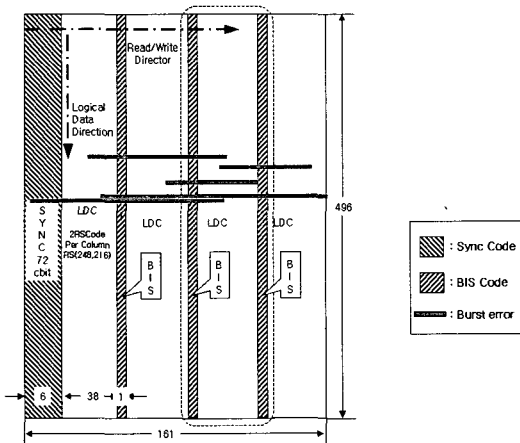 Read/Write
Director
Logical
Data
Direction
496
S
Y
N
C
72
cbit
LDC
2RSCode
Per Column
RS(248,216)
LDC
LDC
LDC
B
I
S
B
I
S
B
I
S
: Sync Code
: BIS Code
: Burst error
6
38
1
161